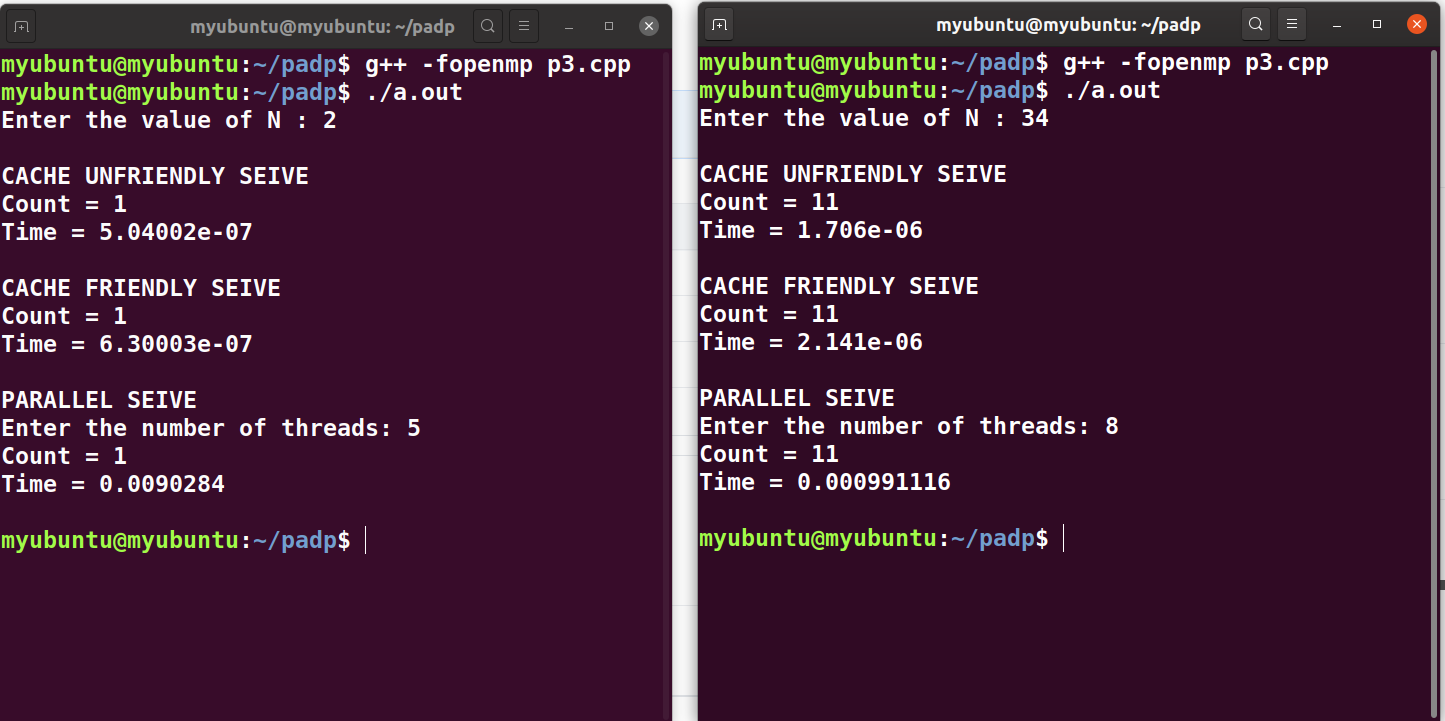 myubuntu@myubuntu: ~/padp
myubuntu@myubuntu:~/padp$ g++ -fopenmp p3.cpp
myubuntu@myubuntu:~/padp$ ./a.out
Enter the value of N : 2
CACHE UNFRIENDLY SEIVE
Count = 1
Time = 5.04002e-07
CACHE FRIENDLY SEIVE
Count = 1
Time = 6.30003e-07
PARALLEL SEIVE
Enter the number of threads: 5
Count = 1
Time = 0.0090284
myubuntu@myubuntu:~/padp$
myubuntu@myubuntu: ~/padp
myubuntu@myubuntu:~/padp$ g++ -fopenmp p3.cpp
myubuntu@myubuntu:~/padp$ ./a.out
Enter the value of N : 34
CACHE UNFRIENDLY SEIVE
Count = 11
Time = 1.706e-06
CACHE FRIENDLY SEIVE
Count = 11
Time = 2.141e-06
PARALLEL SEIVE
Enter the number of threads: 8
Count = 11
Time = 0.000991116
myubuntu@myubuntu:~/padp$